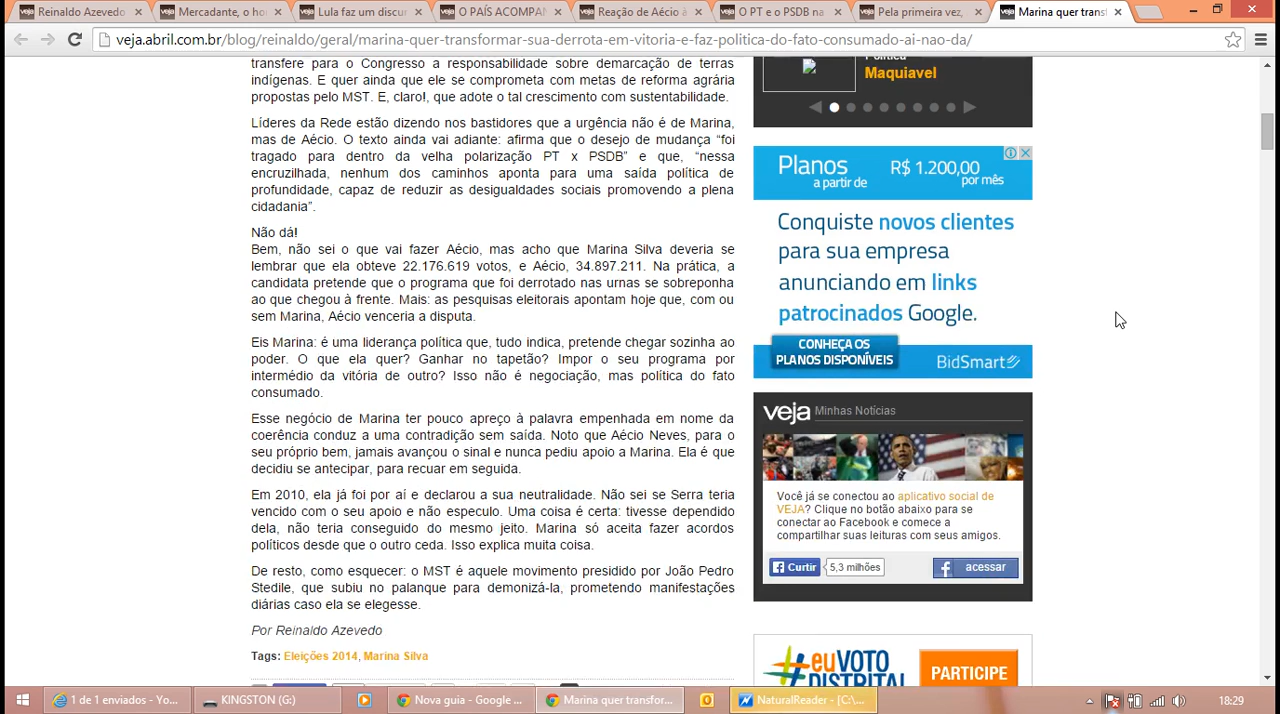 Reinaldo Azevedo
Mercadante, o ho
Lula faz um discur
O PAÍS ACOMPAN
Reação de Aécio à
O PT e o PSDB na
Pela primeira vez,
Marina quer transf
veja.abril.com.br/blog/reinaldo/geral/marina-quer-transformar-sua-derrota-em-vitoria-e-faz-politica-do-fato-consumado-ai-nao-da/
transfere para o Congresso a responsabilidade sobre demarcação de terras
indígenas. E quer ainda que ele se comprometa com metas de reforma agrária
propostas pelo MST. E, claro!, que adote o tal crescimento com sustentabilidade.
Líderes da Rede estão dizendo nos bastidores que a urgência não é de Marina,
mas de Aécio. O texto ainda vai adiante: afirma que o desejo de mudança “foi
tragado para dentro da velha polarização PT x PSDB” e que, “nessa
encruzilhada, nenhum dos caminhos aponta para uma saída política de
profundidade, capaz de reduzir as desigualdades sociais promovendo a plena
cidadania”.
Não dá!
Bem, não sei o que vai fazer Aécio, mas acho que Marina Silva deveria se
lembrar que ela obteve 22.176.619 votos, e Aécio, 34.897.211. Na prática, a
candidata pretende que o programa que foi derrotado nas urnas se sobreponha
ao que chegou à frente. Mais: as pesquisas eleitorais apontam hoje que, com ou
sem Marina, Aécio venceria a disputa.
Eis Marina: é uma liderança política que, tudo indica, pretende chegar sozinha ao
poder. O que ela quer? Ganhar no tapetão? Impor o seu programa por
intermédio da vitória de outro? Isso não é negociação, mas política do fato
consumado.
Esse negócio de Marina ter pouco apreço à palavra empenhada em nome da
coerência conduz a uma contradição sem saída. Noto que Aécio Neves, para o
seu próprio bem, jamais avançou o sinal e nunca pediu apoio a Marina. Ela é que
decidiu se antecipar, para recuar em seguida.
Em 2010, ela já foi por aí e declarou a sua neutralidade. Não sei se Serra teria
vencido com o seu apoio e não especulo. Uma coisa é certa: tivesse dependido
dela, não teria conseguido do mesmo jeito. Marina só aceita fazer acordos
políticos desde que o outro ceda. Isso explica muita coisa.
De resto, como esquecer: o MST é aquele movimento presidido por João Pedro
Stedile, que subiu no palanque para demonizá-la, prometendo manifestações
diárias caso ela se elegesse.
Por Reinaldo Azevedo
Tags: Eleições 2014, Marina Silva
Política
Maquiavel
Planos
a partir de
R$ 1.200,00
por mês
Conquiste novos clientes
para sua empresa
anunciando em links
patrocinados Google.
CONHEÇA OS
PLANOS DISPONÍVEIS
BidSmart
veja Minhas Notícias
Você já se conectou ao aplicativo social de
VEJA? Clique no botão abaixo para se
conectar ao Facebook e comece a
compartilhar suas leituras com seus amigos.
Curtir 5,3 milhões
acessar
#euVOTO
DISTRITAL
PARTICIPE
1 de 1 enviados - Yo...
KINGSTON (G:)
Nova guia - Google ...
Marina quer transfor...
NaturalReader - [C:\...
18:29